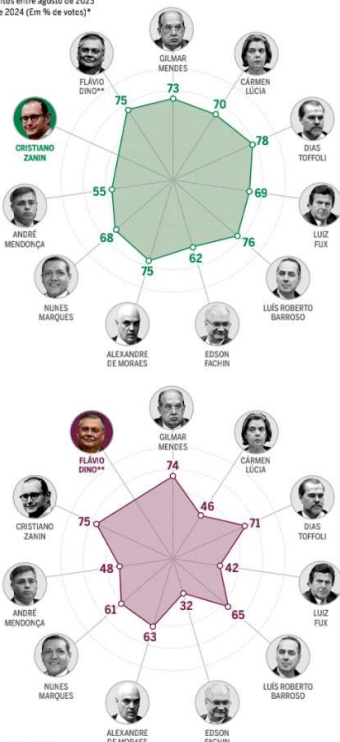 ntos entre agosto de 2023
e 2024 (Em % de votos)*
GILMAR
MENDES
FLÁVIO
DINO**
CÁRMEN
LÚCIA
75
73
70
CRISTIANO
ZANIN
78
DIAS
TOFFOLI
ANDRÉ
MENDONÇA
55
69
LUIZ
FUX
68
76
NUNES
MARQUES
75
62
LUÍS ROBERTO
BARROSO
ALEXANDRE
DE MORAES
EDSON
FACHIN
GILMAR
MENDES
FLÁVIO
DINO**
CÁRMEN
LÚCIA
74
CRISTIANO
ZANIN
75
46
71
DIAS
TOFFOLI
ANDRÉ
MENDONÇA
48
42
LUIZ
FUX
61
32
65
NUNES
MARQUES
63
LUÍS ROBERTO
BARROSO
ALEXANDRE
DE MORAES
EDSON
FACHIN